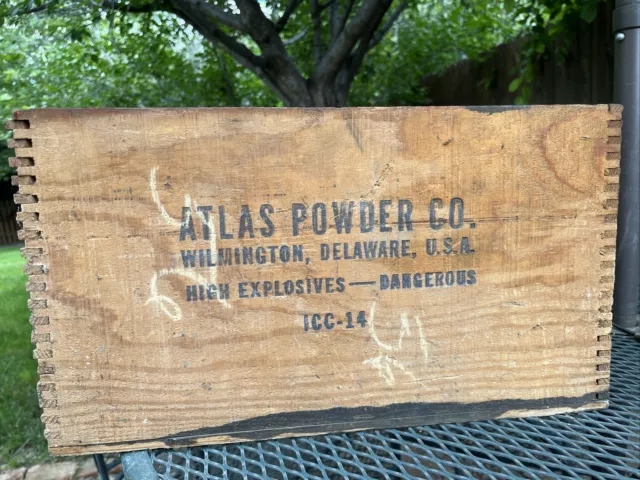 ATLAS POWDER CO.
WILMINGTON, DELAWARE, U.S.A.
HIGH EXPLOSIVES — DANGEROUS
ICC-14